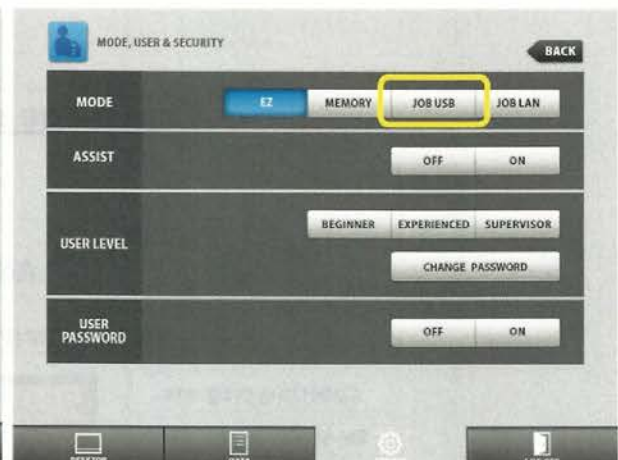 MODE, USER & SECURITY
BACK
MODE EZ MEMORY JOB USB JOB LAN
ASSIST OFF ON
USER LEVEL BEGINNER EXPERIENCED SUPERVISOR
CHANGE PASSWORD
USER PASSWORD OFF ON